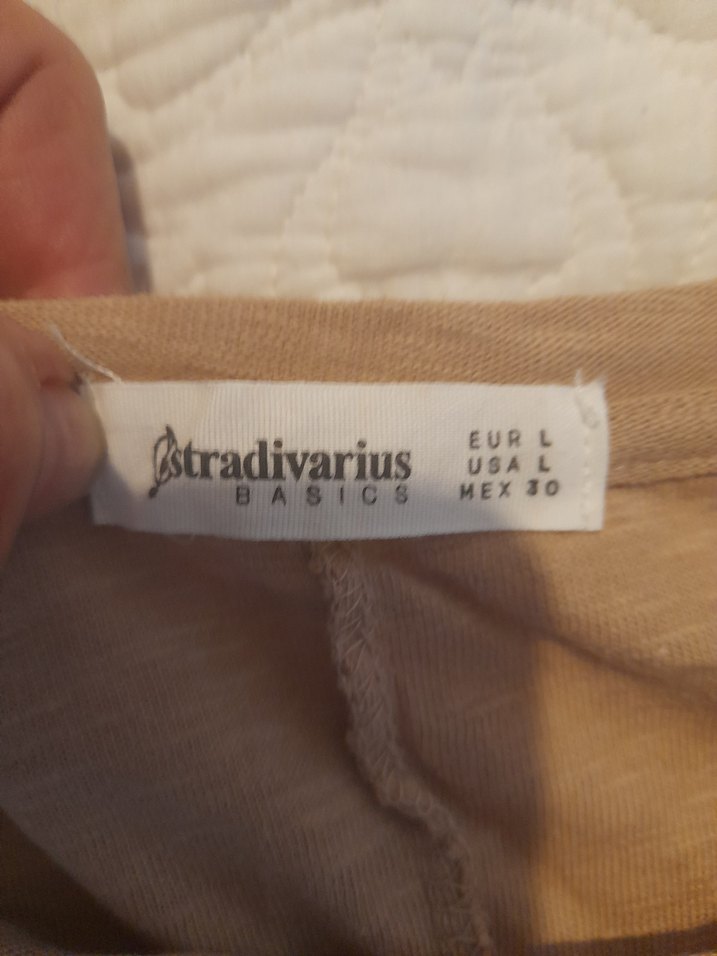 stradivarius
BASICS
EUR L
USA L
MEX 30